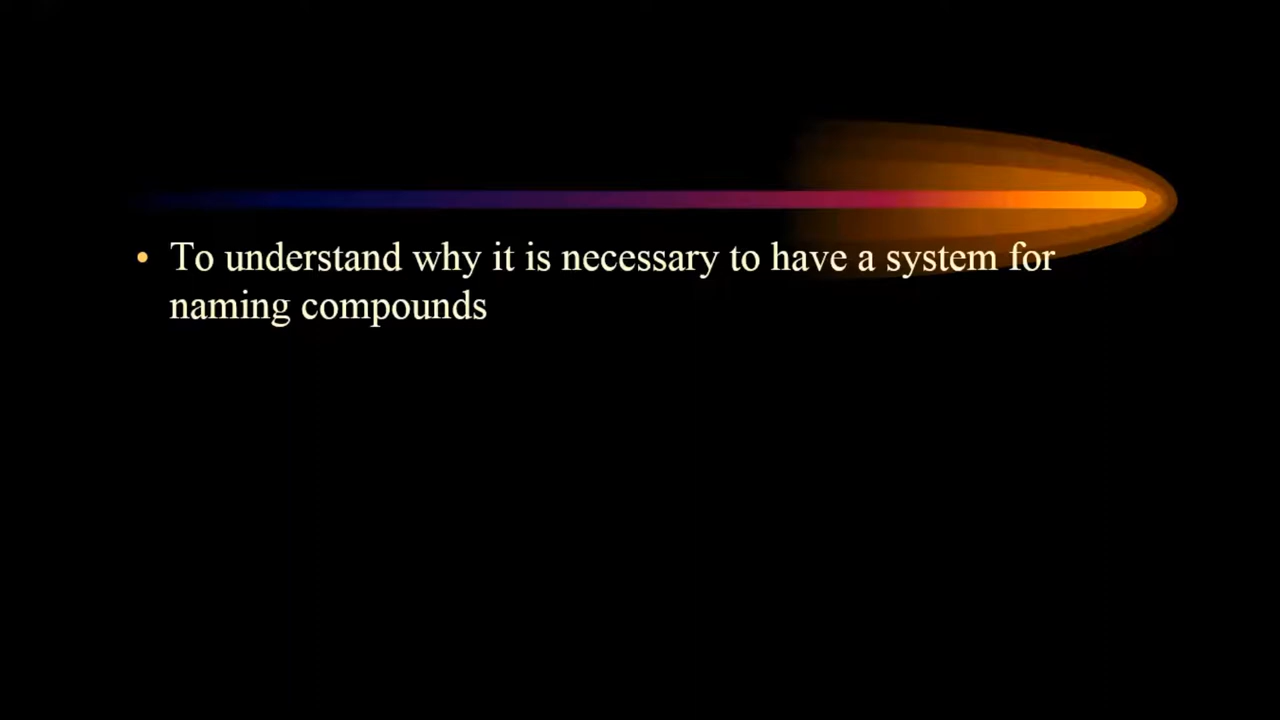 • To understand why it is necessary to have a system for
naming compounds